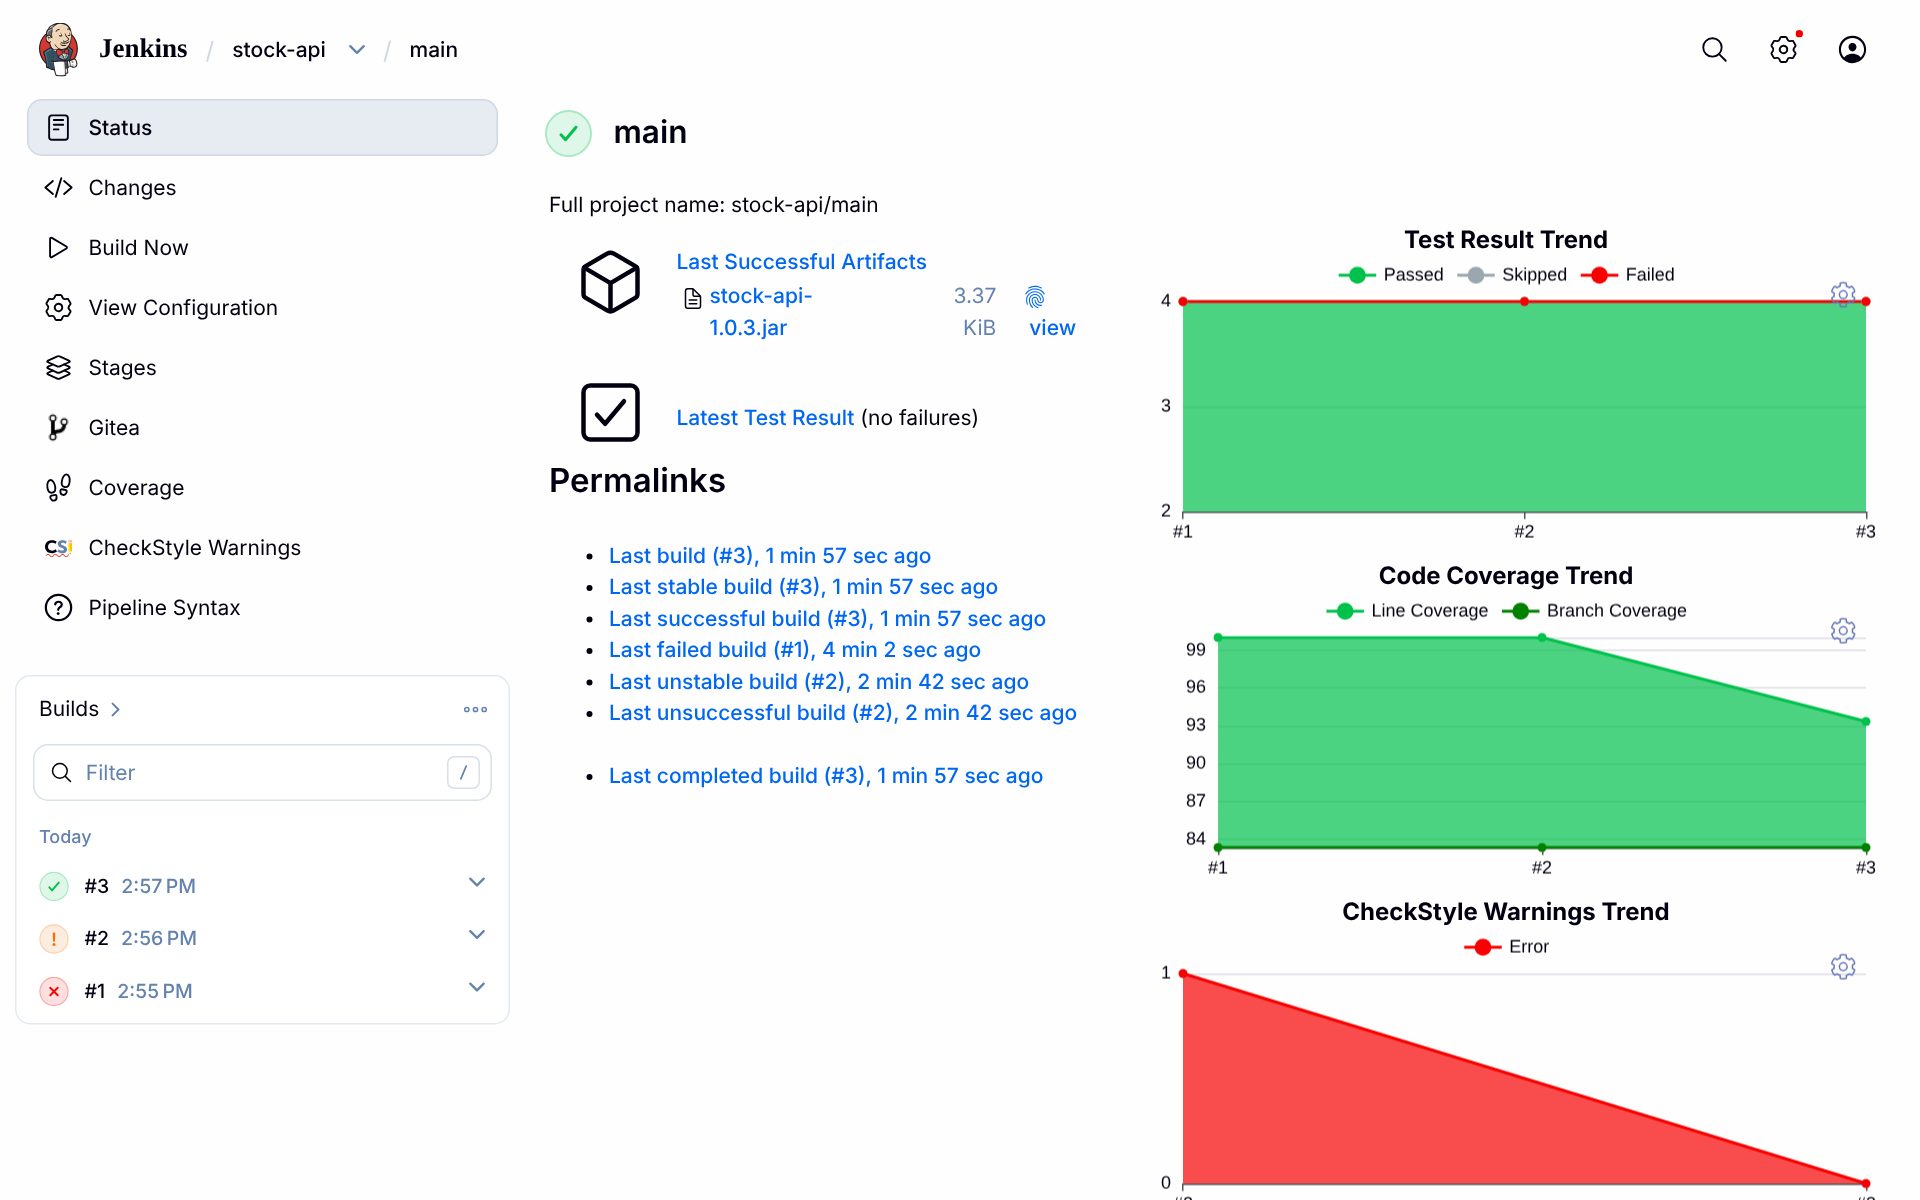 Jenkins / stock-api / main
Status
Changes
Build Now
View Configuration
Stages
Gitea
Coverage
CSi CheckStyle Warnings
Pipeline Syntax
Builds
Filter /
Today
#3 2:57 PM
#2 2:56 PM
#1 2:55 PM
main
Full project name: stock-api/main
Last Successful Artifacts
stock-api- 3.37
1.0.3.jar KiB view
Latest Test Result (no failures)
Permalinks
Last build (#3), 1 min 57 sec ago
Last stable build (#3), 1 min 57 sec ago
Last successful build (#3), 1 min 57 sec ago
Last failed build (#1), 4 min 2 sec ago
Last unstable build (#2), 2 min 42 sec ago
Last unsuccessful build (#2), 2 min 42 sec ago
Last completed build (#3), 1 min 57 sec ago
Test Result Trend
Passed Skipped Failed
4
3
2
#1 #2 #3
Code Coverage Trend
Line Coverage Branch Coverage
99
96
93
90
87
84
#1 #2 #3
CheckStyle Warnings Trend
Error
1
0